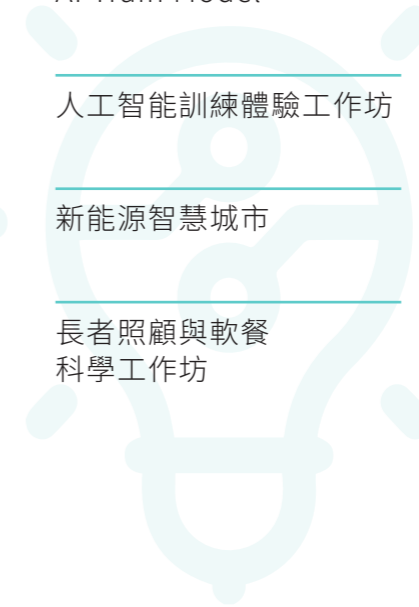 人工智能訓練體驗工作坊
新能源智慧城市
長者照顧與軟餐
科學工作坊